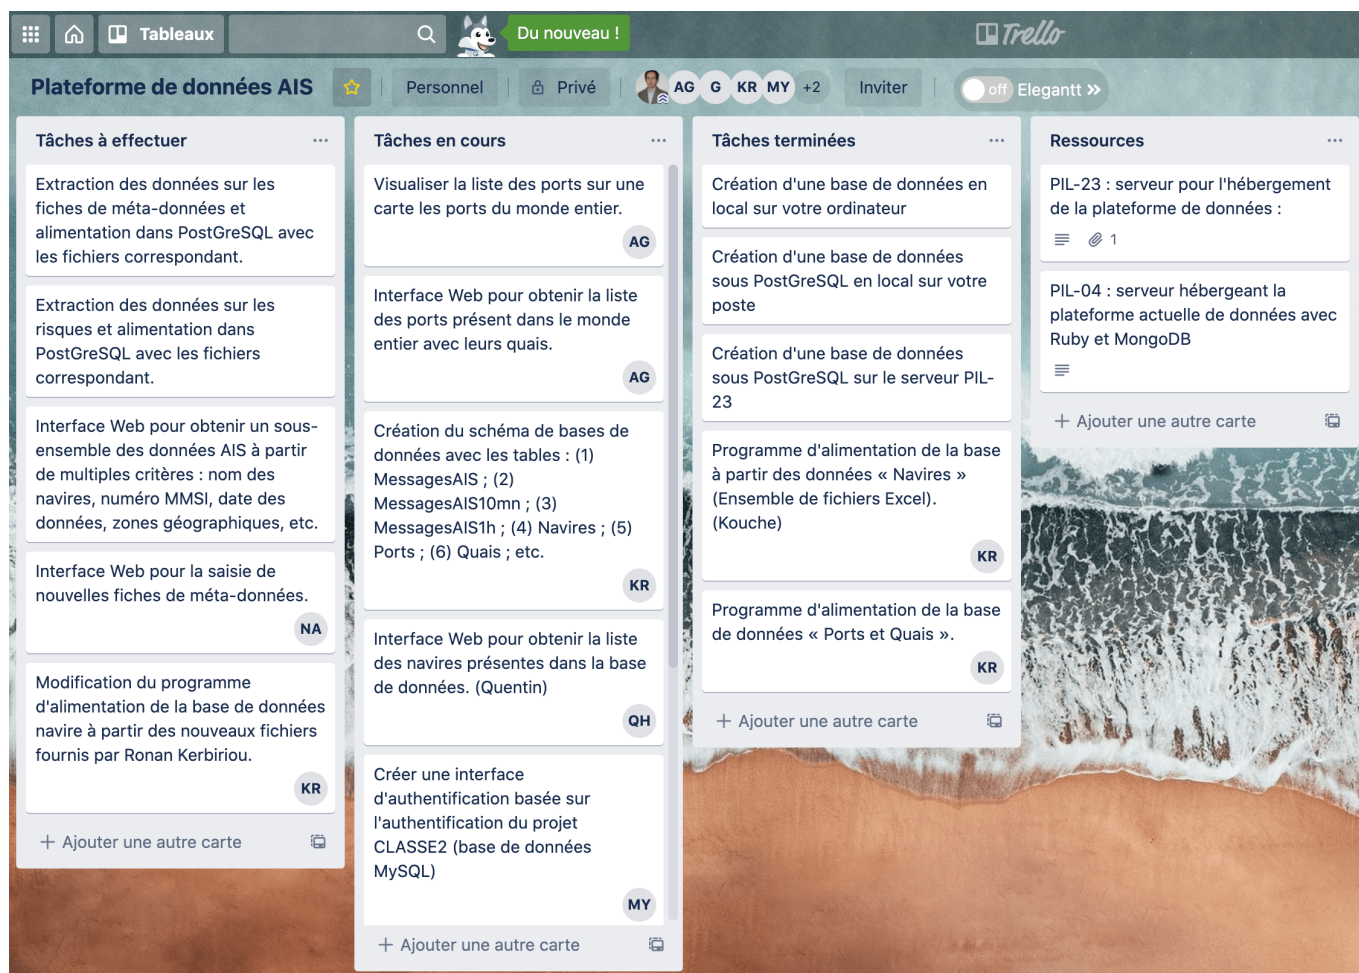 Tableaux
Du nouveau !
Trello
Plateforme de données AIS
Personnel
Privé
AG
G
KR
MY
+2
Inviter
off
Elegantt »
Tâches à effectuer
Extraction des données sur les
fiches de méta-données et
alimentation dans PostGreSQL avec
les fichiers correspondant.
Extraction des données sur les
risques et alimentation dans
PostGreSQL avec les fichiers
correspondant.
Interface Web pour obtenir un sous-
ensemble des données AIS à partir
de multiples critères : nom des
navires, numéro MMSI, date des
données, zones géographiques, etc.
Interface Web pour la saisie de
nouvelles fiches de méta-données.
NA
Modification du programme
d'alimentation de la base de données
navire à partir des nouveaux fichiers
fournis par Ronan Kerbiriou.
KR
+ Ajouter une autre carte
Tâches en cours
Visualiser la liste des ports sur une
carte les ports du monde entier.
AG
Interface Web pour obtenir la liste
des ports présent dans le monde
entier avec leurs quais.
AG
Création du schéma de bases de
données avec les tables : (1)
MessagesAIS ; (2)
MessagesAIS10mn ; (3)
MessagesAIS1h ; (4) Navires ; (5)
Ports ; (6) Quais ; etc.
KR
Interface Web pour obtenir la liste
des navires présentes dans la base
de données. (Quentin)
QH
Créer une interface
d'authentification basée sur
l'authentification du projet
CLASSE2 (base de données
MySQL)
MY
+ Ajouter une autre carte
Tâches terminées
Création d'une base de données en
local sur votre ordinateur
Création d'une base de données
sous PostGreSQL en local sur votre
poste
Création d'une base de données
sous PostGreSQL sur le serveur PIL-
23
Programme d'alimentation de la base
à partir des données « Navires »
(Ensemble de fichiers Excel).
(Kouche)
KR
Programme d'alimentation de la base
de données « Ports et Quais ».
KR
+ Ajouter une autre carte
Ressources
PIL-23 : serveur pour l'hébergement
de la plateforme de données :
1
PIL-04 : serveur hébergeant la
plateforme actuelle de données avec
Ruby et MongoDB
+ Ajouter une autre carte